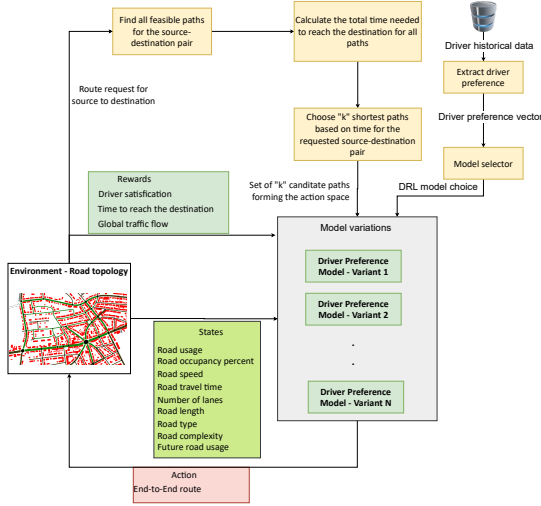 Find all feasible paths
for the source-
destination pair
Calculate the total time needed
to reach the destination for all
paths
Driver historical data
Extract driver
preference
Route request for
source to destination
Choose "k" shortest paths
based on time for the
requested source-destination
pair
Driver preference vector
Model selector
Rewards
Driver satisfication
Time to reach the destination
Global traffic flow
Set of "k" canditate paths
forming the action space
DRL model choice
Model variations
Environment - Road topology
Driver Preference
Model - Variant 1
Driver Preference
Model - Variant 2
.
.
Driver Preference
Model - Variant N
States
Road usage
Road occupancy percent
Road speed
Road travel time
Number of lanes
Road length
Road type
Road complexity
Future road usage
Action
End-to-End route